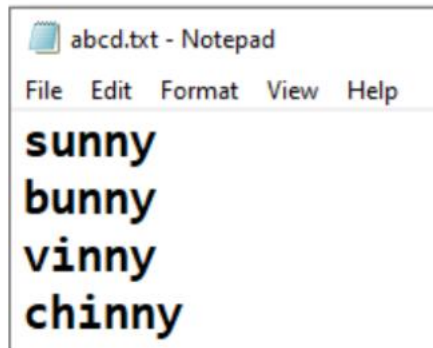 abcd.txt - Notepad
File Edit Format View Help
sunny
bunny
vinny
chinny